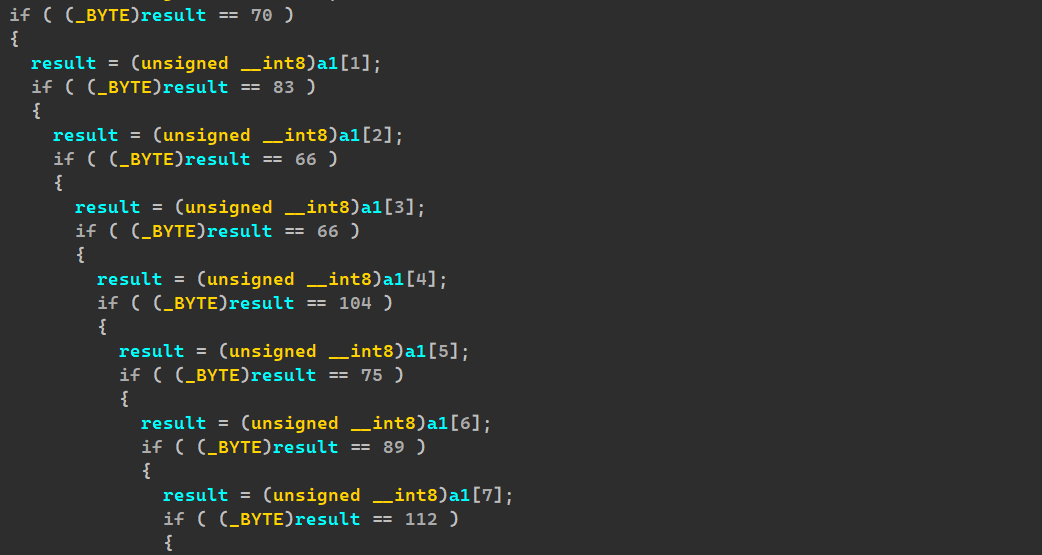 if ( (_BYTE)result == 70 )
{
result = (unsigned __int8)a1[1];
if ( (_BYTE)result == 83 )
{
result = (unsigned __int8)a1[2];
if ( (_BYTE)result == 66 )
{
result = (unsigned __int8)a1[3];
if ( (_BYTE)result == 66 )
{
result = (unsigned __int8)a1[4];
if ( (_BYTE)result == 104 )
{
result = (unsigned __int8)a1[5];
if ( (_BYTE)result == 75 )
{
result = (unsigned __int8)a1[6];
if ( (_BYTE)result == 89 )
{
result = (unsigned __int8)a1[7];
if ( (_BYTE)result == 112 )
{